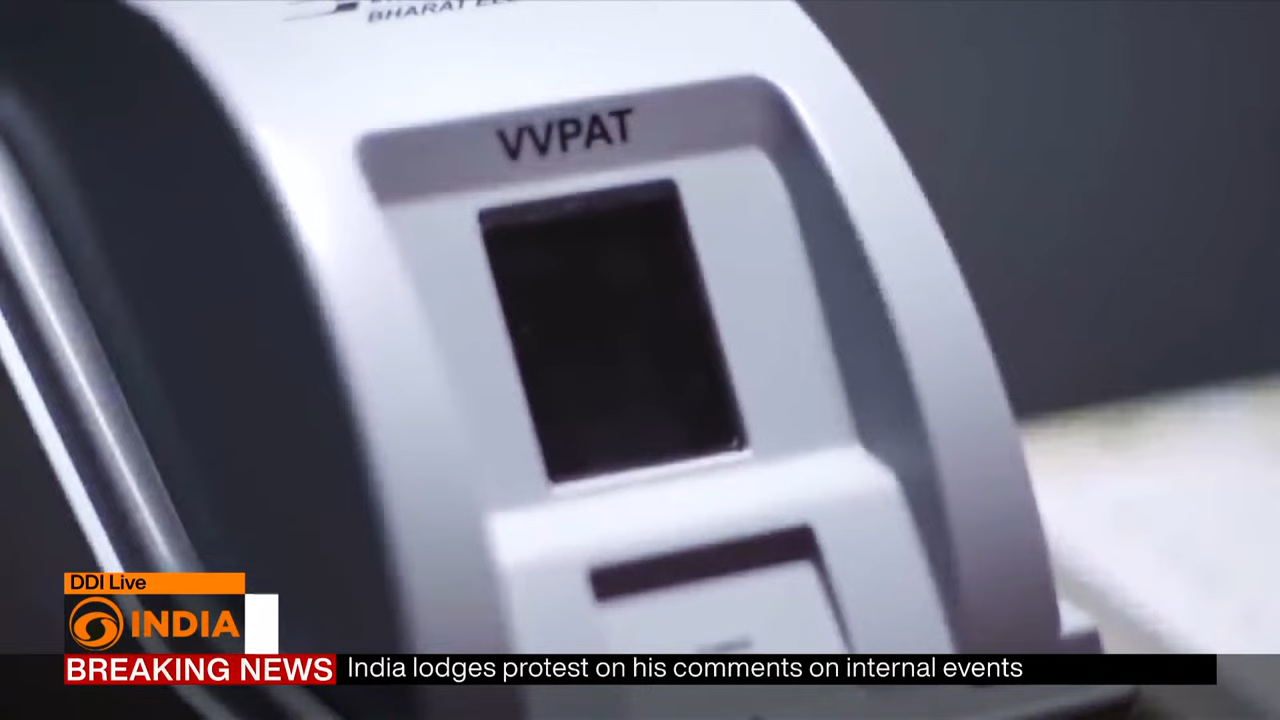 BHARAT
VVPAT
DDI Live
INDIA
BREAKING NEWS
India lodges protest on his comments on internal events